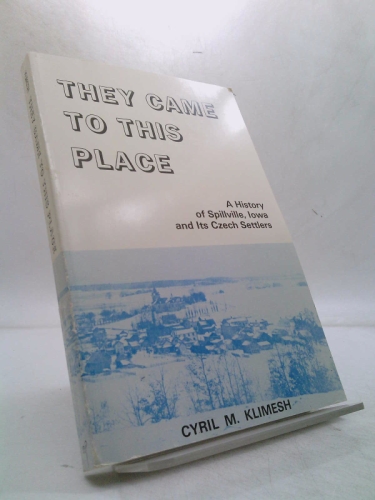 THEY CAME
TO THIS
PLACE
A History
of Spillville, Iowa
and Its Czech Settlers
CYRIL M. KLIMESH